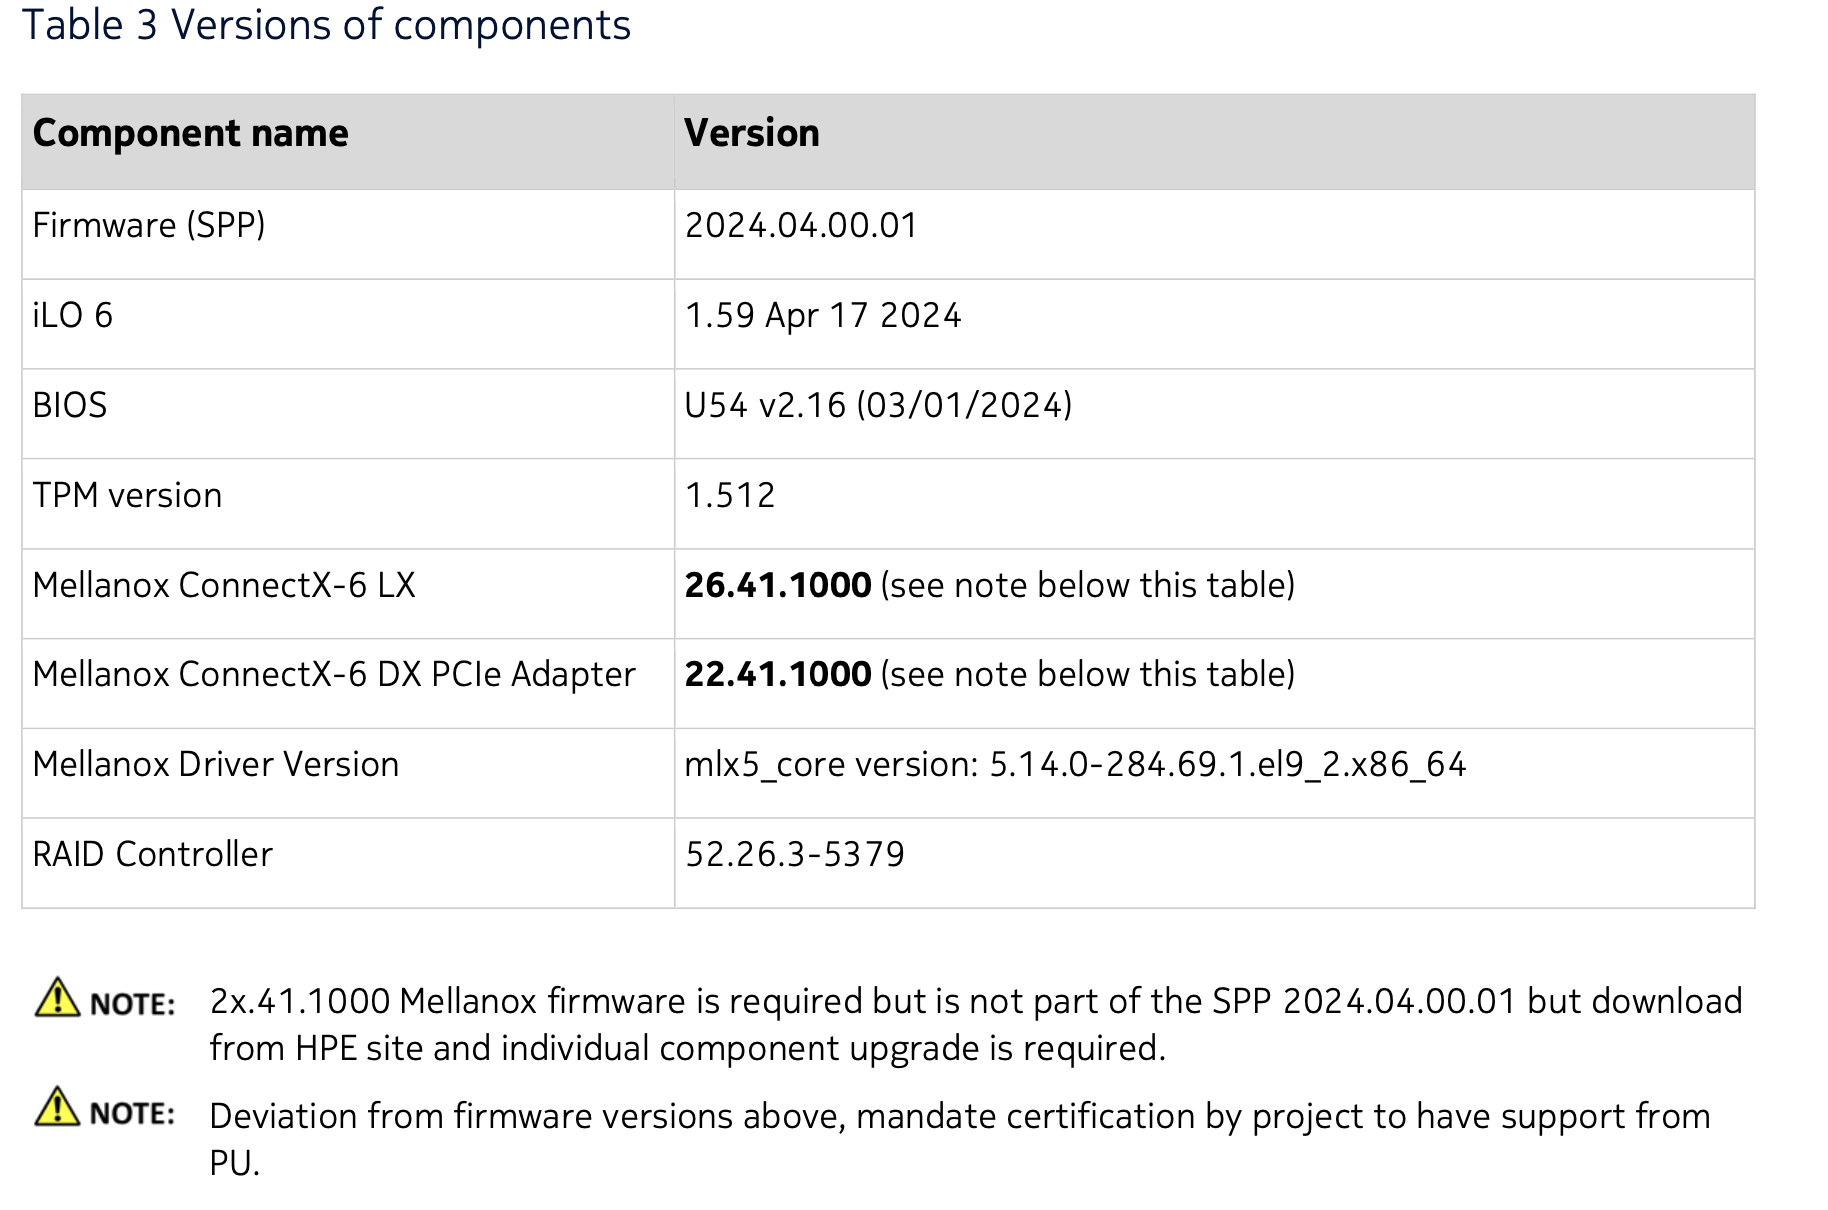 Table 3 Versions of components
Component name Version
Firmware (SPP) 2024.04.00.01
iLO 6 1.59 Apr 17 2024
BIOS U54 v2.16 (03/01/2024)
TPM version 1.512
Mellanox ConnectX-6 LX 26.41.1000 (see note below this table)
Mellanox ConnectX-6 DX PCIe Adapter 22.41.1000 (see note below this table)
Mellanox Driver Version mlx5_core version: 5.14.0-284.69.1.el9_2.x86_64
RAID Controller 52.26.3-5379
NOTE: 2x.41.1000 Mellanox firmware is required but is not part of the SPP 2024.04.00.01 but download
from HPE site and individual component upgrade is required.
NOTE: Deviation from firmware versions above, mandate certification by project to have support from
PU.